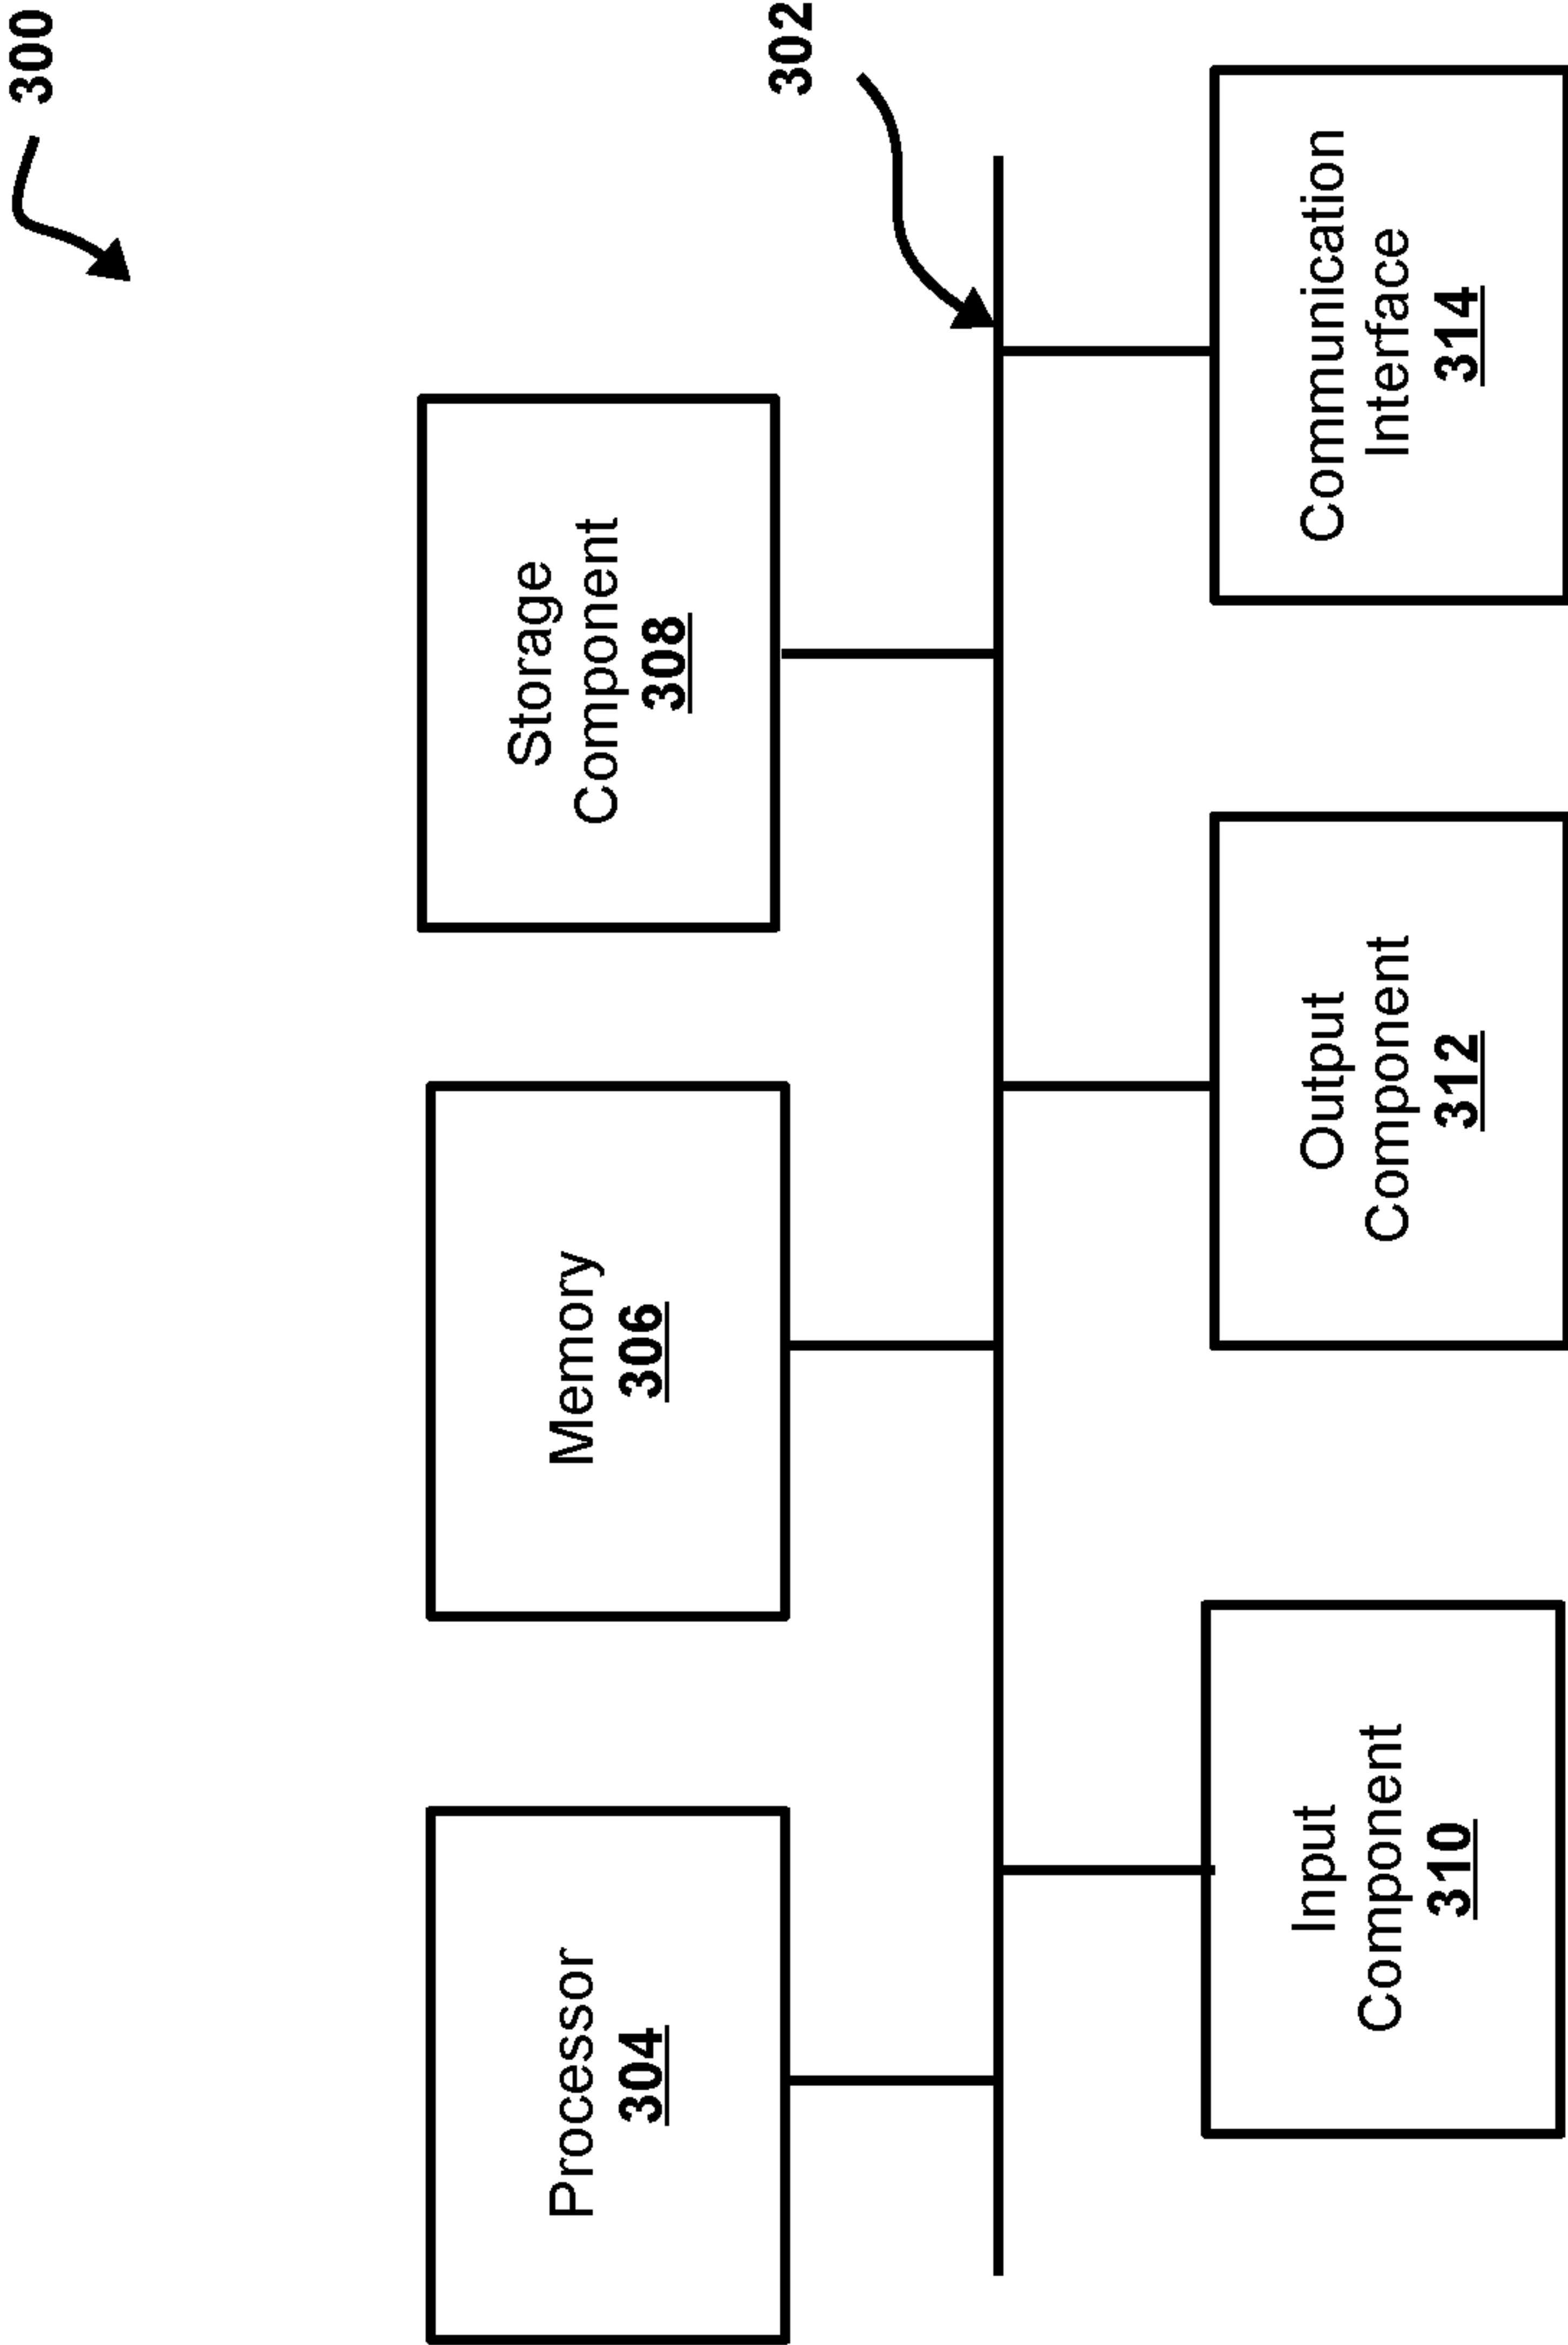 300
Processor
304
Memory
306
Storage
Component
308
302
Input
Component
310
Output
Component
312
Communication
Interface
314